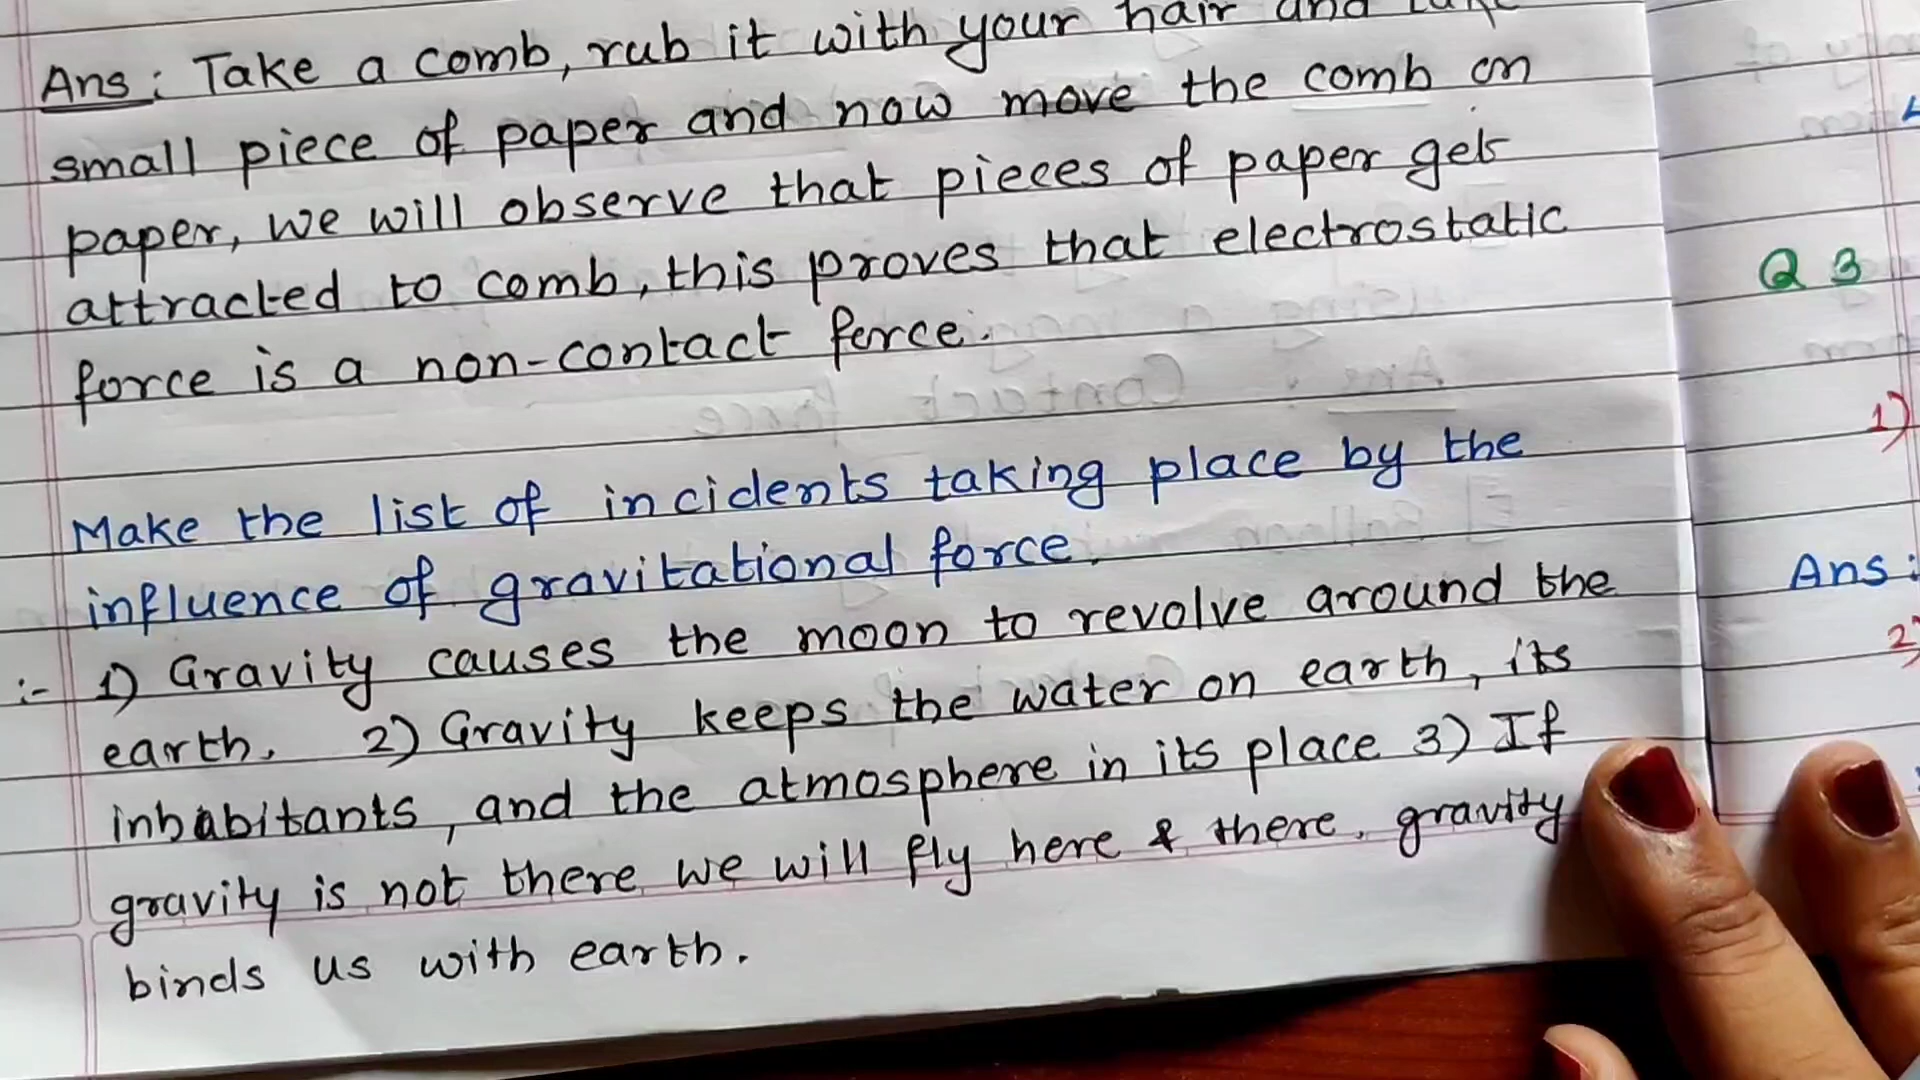 Ans: Take a comb, rub it with your hair and take
small piece of paper and now move the comb on
paper, we will observe that pieces of paper gets
attracted to comb, this proves that electrostatic
force is a non-contact force.
Make the list of incidents taking place by the
influence of gravitational force.
:- 1) Gravity causes the moon to revolve around the
earth. 2) Gravity keeps the water on earth, its
inhabitants, and the atmosphere in its place 3) If
gravity is not there we will fly here & there. gravity
binds us with earth.
Q 3
1)
Ans:
2)